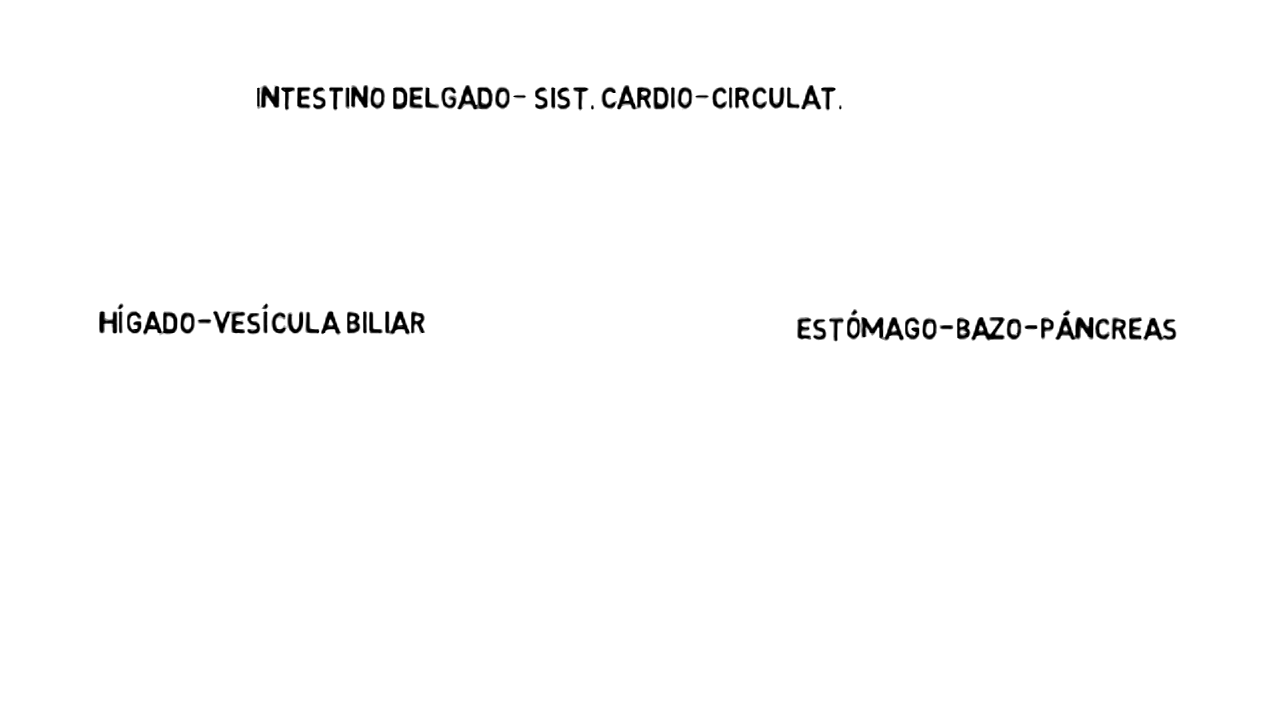 INTESTINO DELGADO- SIST. CARDIO-CIRCULAT.
HÍGADO-VESÍCULA BILIAR
ESTÓMAGO-BAZO-PÁNCREAS